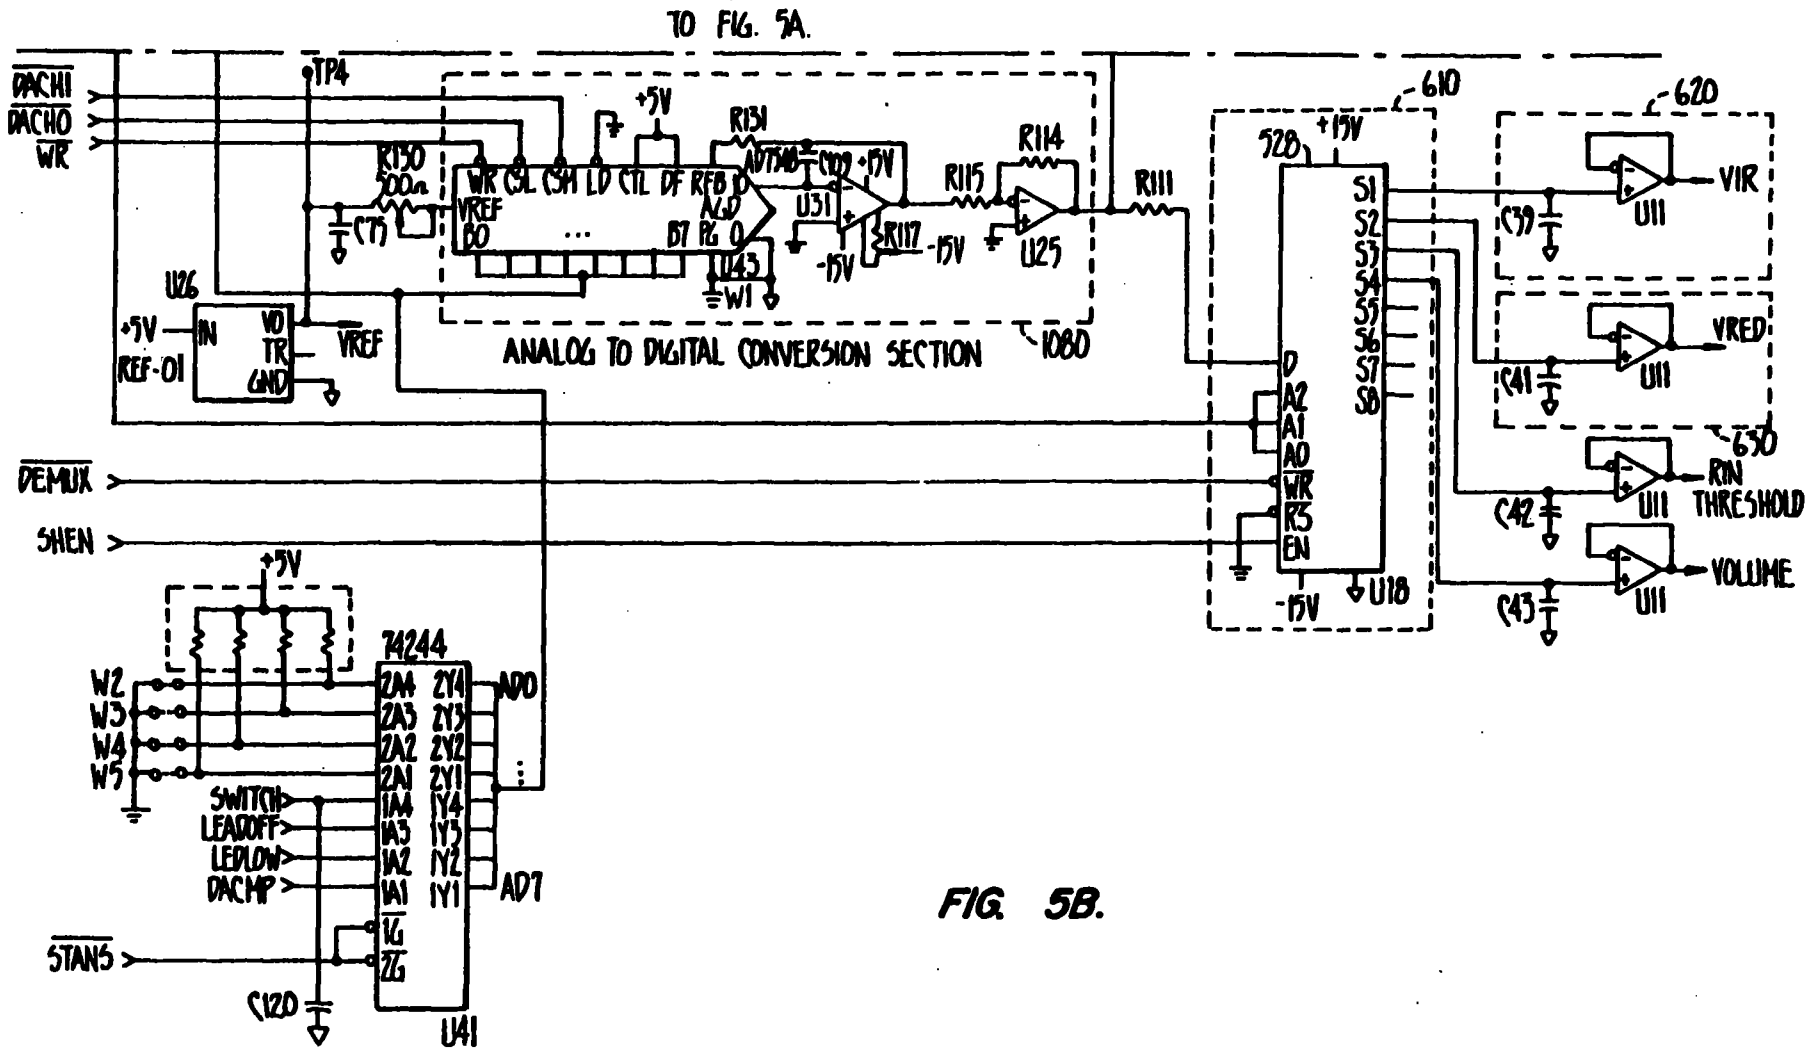 TO FIG. 5A.
DACHI
DACHO
WR
TP4
+5V
R131
R114
610
620
R130
500Ω
AD7548
C109
+15V
R115
R111
528
+15V
WR CSL CSM LD CTL DF RFB IO
VREF
AGD
B0
...
B7 PG O
U43
W1
C75
U31
R117
-15V
-15V
U25
S1
S2
S3
S4
S5
S6
S7
S8
C39
U11
VIR
U26
+5V
IN
VO
TR
GND
REF-01
VREF
ANALOG TO DIGITAL CONVERSION SECTION
1080
D
A2
A1
A0
WR
RS
EN
C41
U11
VRED
630
DEMUX
SHEN
C42
U11
RIN
THRESHOLD
-15V
U18
C43
U11
VOLUME
+5V
74244
W2
W3
W4
W5
2A4 2Y4
2A3 2Y3
2A2 2Y2
2A1 2Y1
1A4 1Y4
1A3 1Y3
1A2 1Y2
1A1 1Y1
1G
2G
AD0
AD7
SWITCH
LEADOFF
LEDLOW
DACMP
STANS
C120
U41
FIG. 5B.